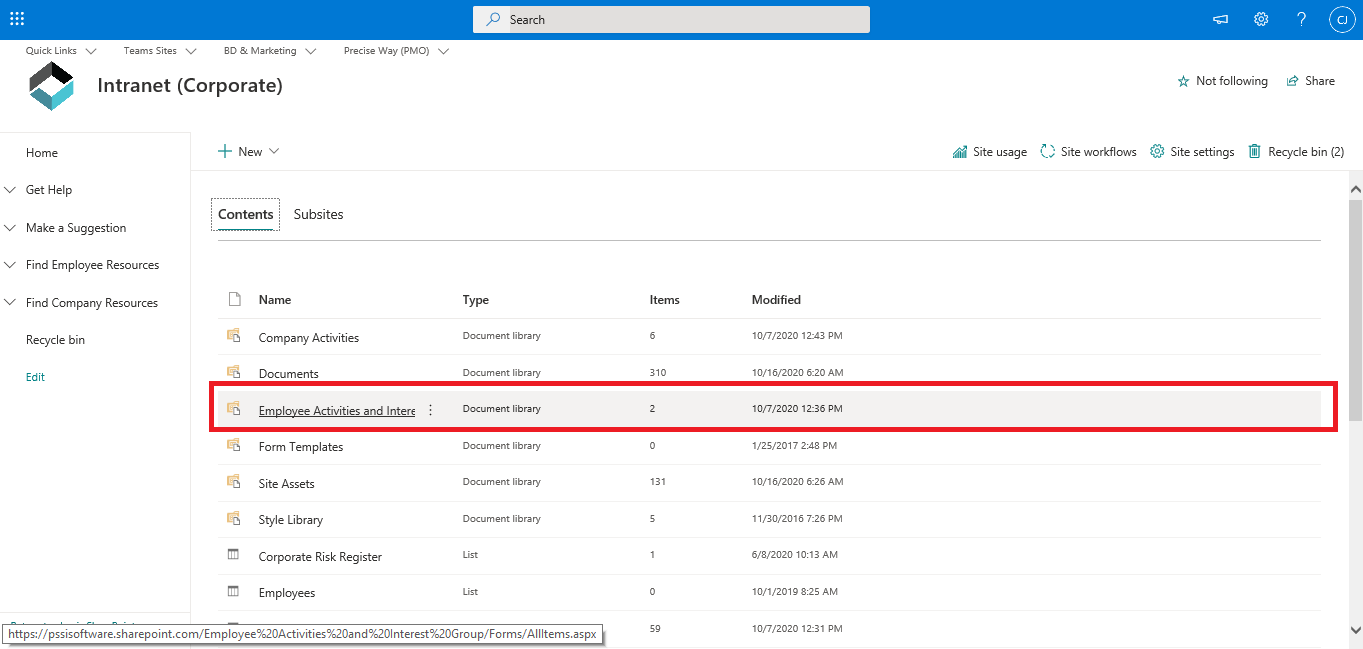 Search
?
CJ
Quick Links Teams Sites BD & Marketing Precise Way (PMO)
Intranet (Corporate)
Not following Share
Home
Get Help
Make a Suggestion
Find Employee Resources
Find Company Resources
Recycle bin
Edit
New Site usage Site workflows Site settings Recycle bin (2)
Contents Subsites
Name Type Items Modified
Company Activities Document library 6 10/7/2020 12:43 PM
Documents Document library 310 10/16/2020 6:20 AM
Employee Activities and Intere Document library 2 10/7/2020 12:36 PM
Form Templates Document library 0 1/25/2017 2:48 PM
Site Assets Document library 131 10/16/2020 6:26 AM
Style Library Document library 5 11/30/2016 7:26 PM
Corporate Risk Register List 1 6/8/2020 10:13 AM
Employees List 0 10/1/2019 8:25 AM
59 10/7/2020 12:31 PM
https://pssisoftware.sharepoint.com/Employee%20Activities%20and%20Interest%20Group/Forms/AllItems.aspx